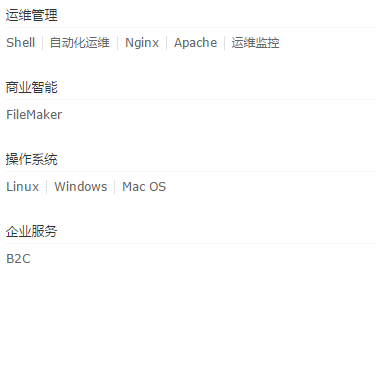 运维管理
Shell 自动化运维 Nginx Apache 运维监控
商业智能
FileMaker
操作系统
Linux Windows Mac OS
企业服务
B2C